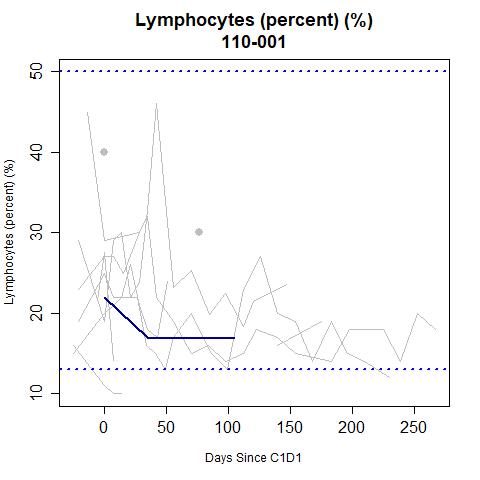 Lymphocytes (percent) (%)
110-001
Lymphocytes (percent) (%)
50
40
30
20
10
0 50 100 150 200 250
Days Since C1D1